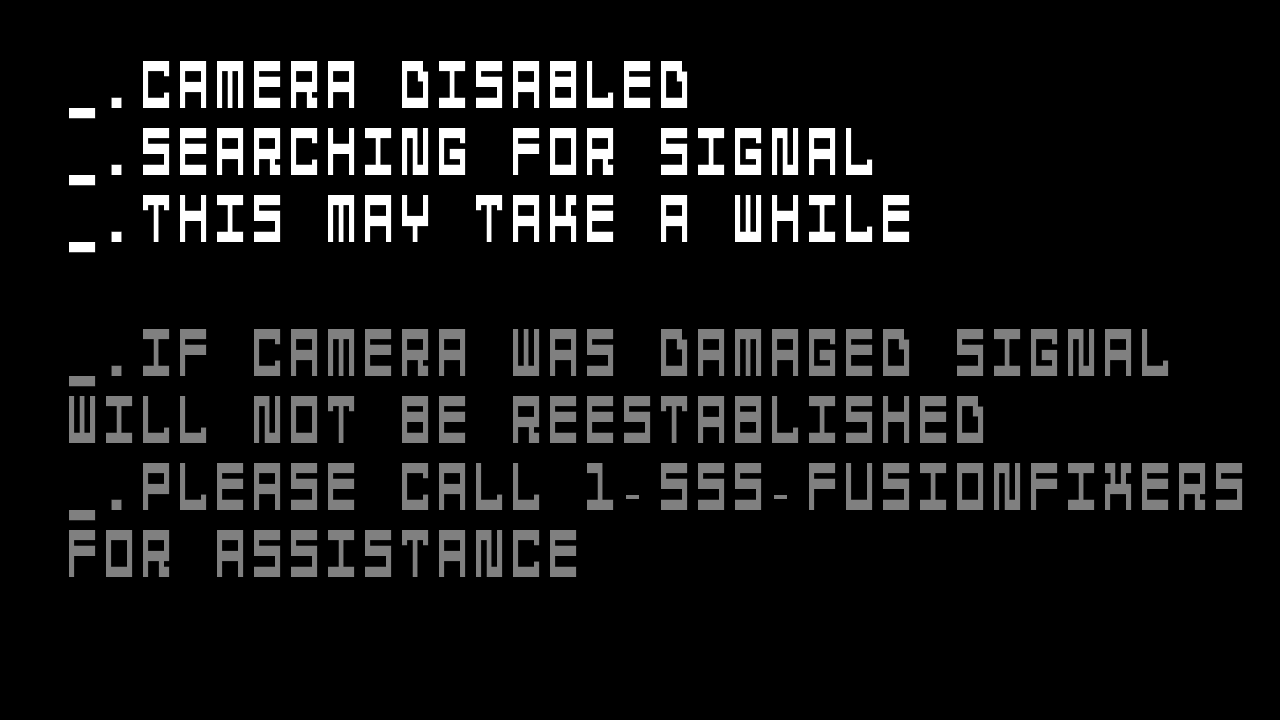 _.CAMERA DISABLED
_.SEARCHING FOR SIGNAL
_.THIS MAY TAKE A WHILE
_.IF CAMERA WAS DAMAGED SIGNAL
WILL NOT BE REESTABLISHED
_.PLEASE CALL 1-555-FUSIONFIXERS
FOR ASSISTANCE